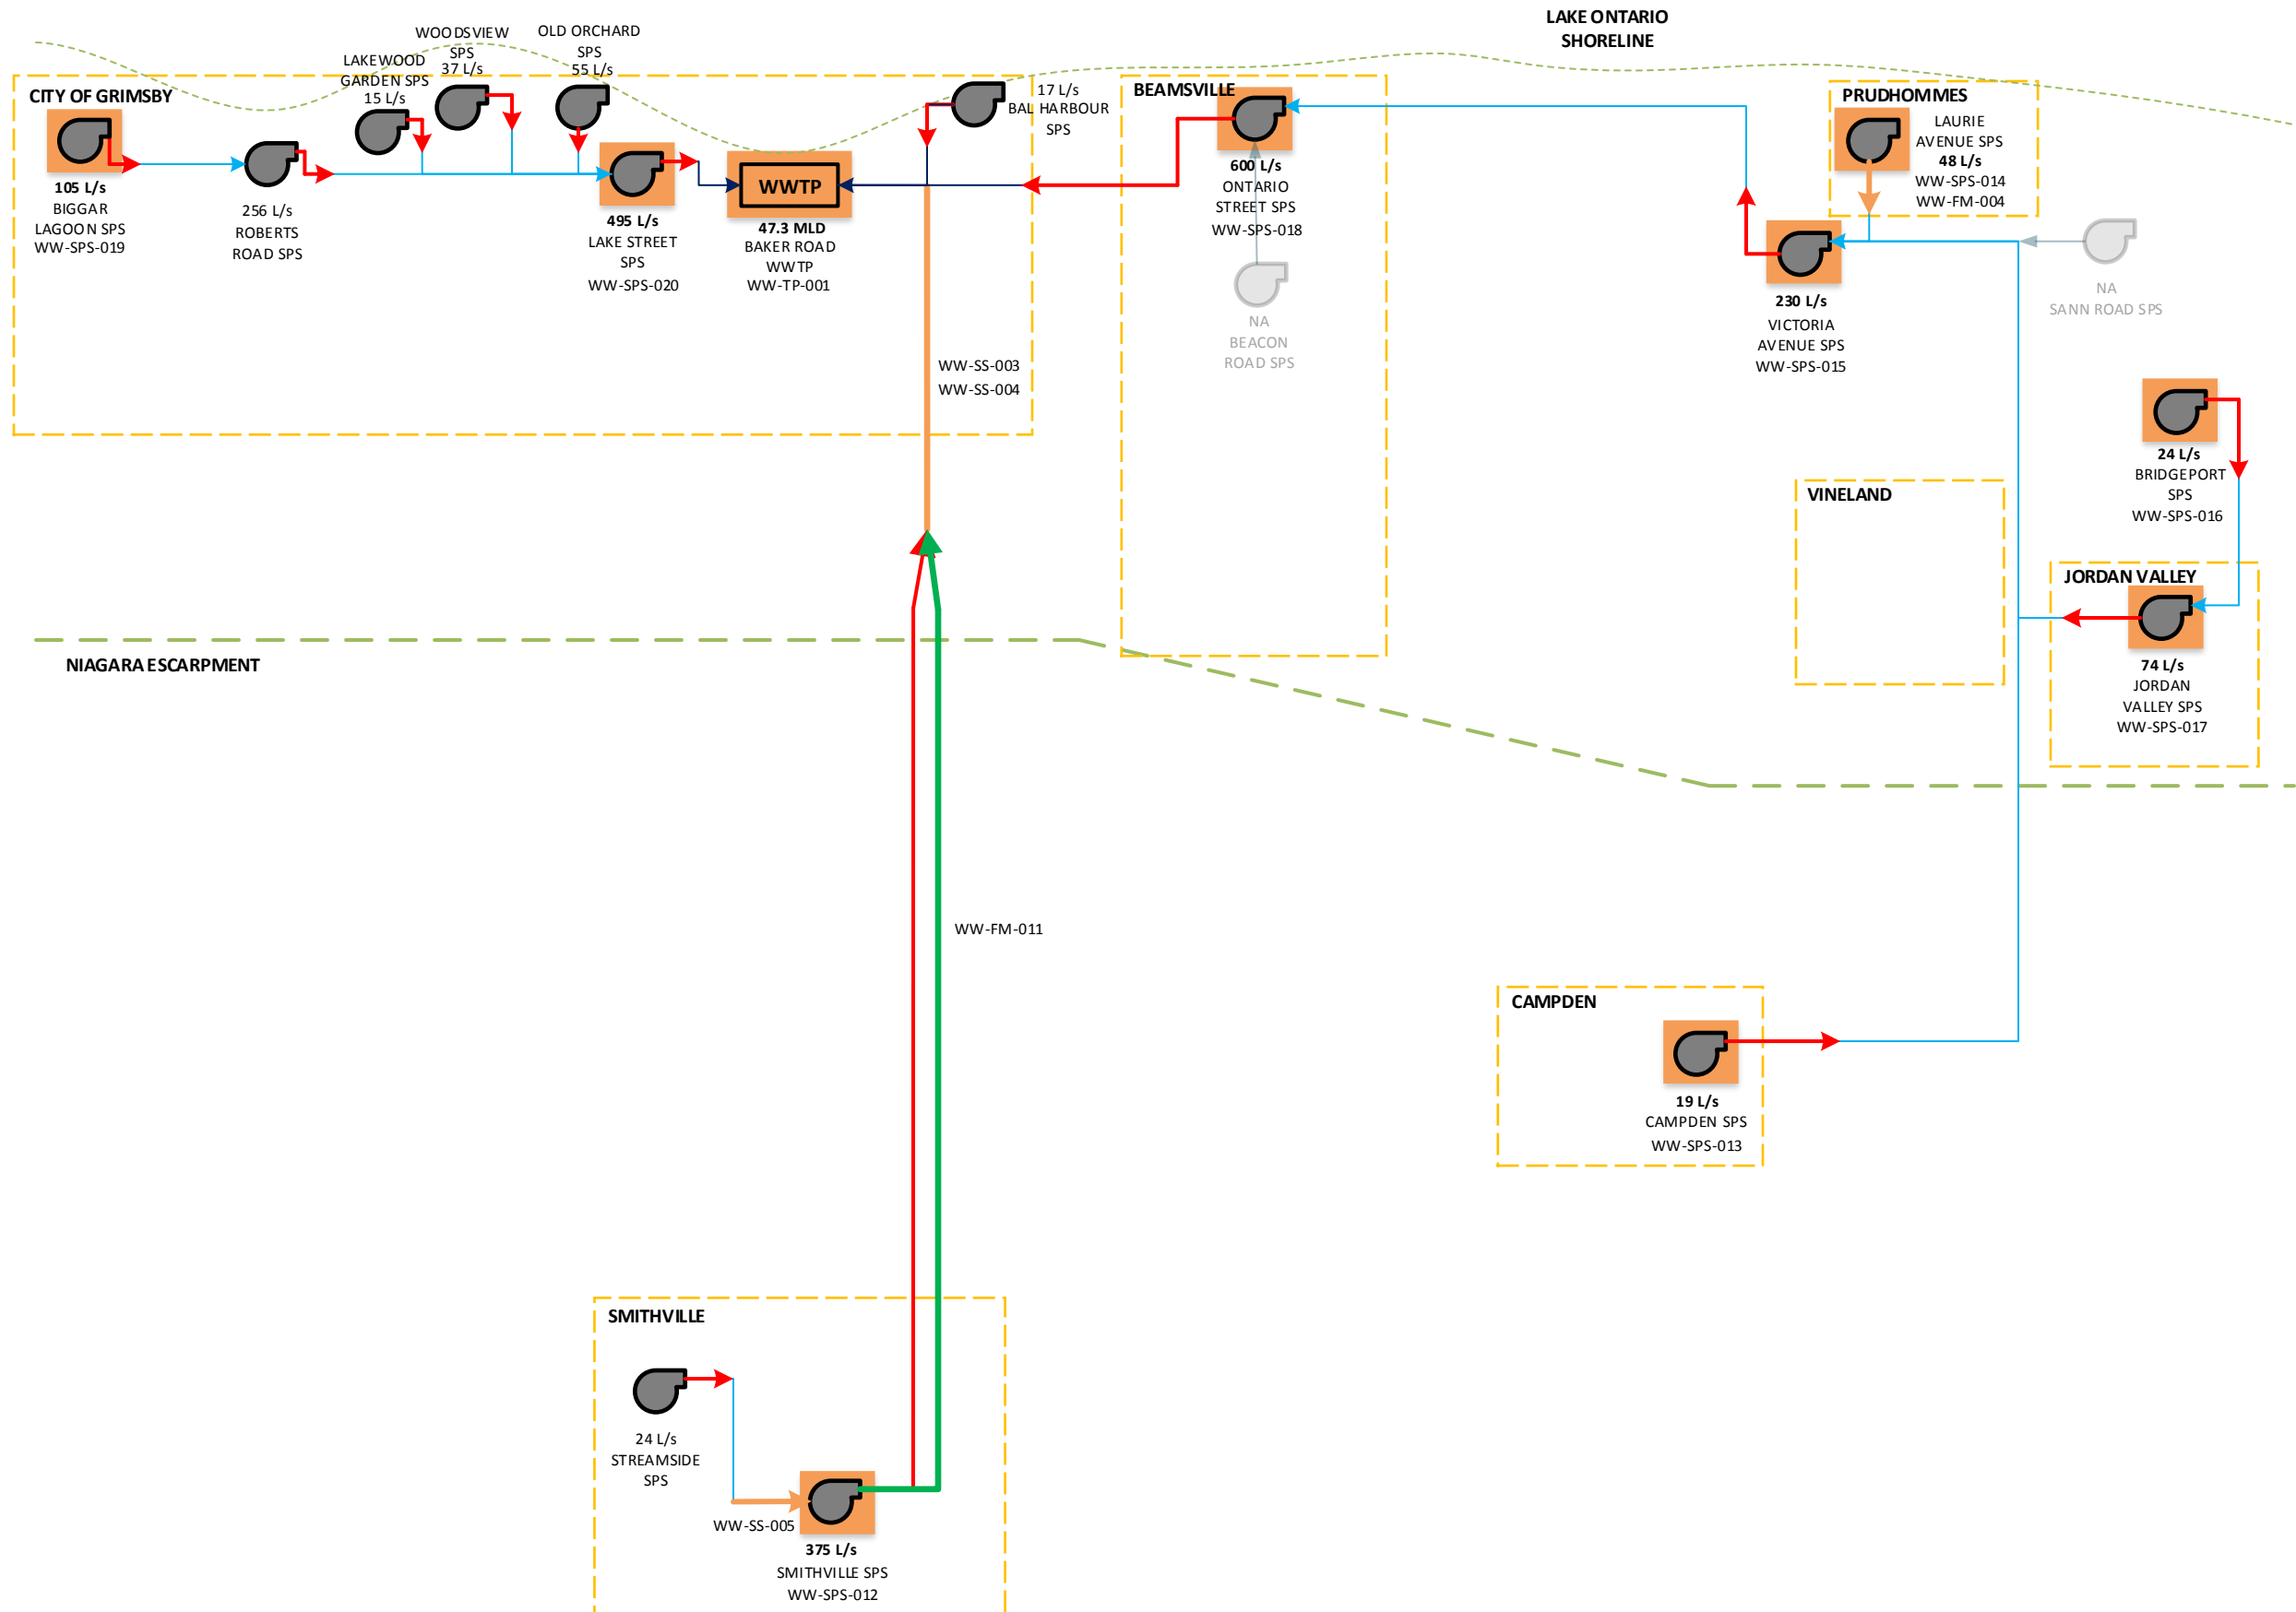 LAKE ONTARIO
SHORELINE
CITY OF GRIMSBY
LAKEWOOD
GARDEN SPS
15 L/s
WOODSVIEW
SPS
37 L/s
OLD ORCHARD
SPS
55 L/s
17 L/s
BAL HARBOUR
SPS
105 L/s
BIGGAR
LAGOON SPS
WW-SPS-019
256 L/s
ROBERTS
ROAD SPS
495 L/s
LAKE STREET
SPS
WW-SPS-020
WWTP
47.3 MLD
BAKER ROAD
WWTP
WW-TP-001
WW-SS-003
WW-SS-004
BEAMSVILLE
600 L/s
ONTARIO
STREET SPS
WW-SPS-018
NA
BEACON
ROAD SPS
PRUDHOMMES
LAURIE
AVENUE SPS
48 L/s
WW-SPS-014
WW-FM-004
230 L/s
VICTORIA
AVENUE SPS
WW-SPS-015
NA
SANN ROAD SPS
24 L/s
BRIDGEPORT
SPS
WW-SPS-016
VINELAND
JORDAN VALLEY
74 L/s
JORDAN
VALLEY SPS
WW-SPS-017
NIAGARA ESCARPMENT
WW-FM-011
CAMPDEN
19 L/s
CAMPDEN SPS
WW-SPS-013
SMITHVILLE
24 L/s
STREAMSIDE
SPS
WW-SS-005
375 L/s
SMITHVILLE SPS
WW-SPS-012